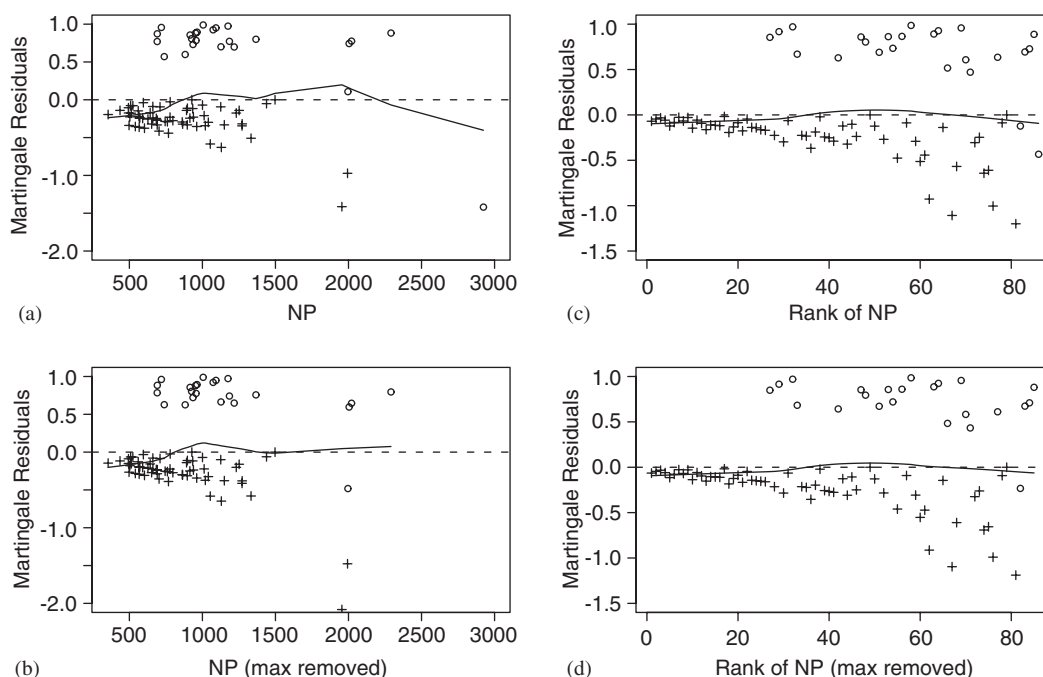 Martingale Residuals
1.0
0.5
0.0
-1.0
-2.0
500 1000 1500 2000 2500 3000
(a)
NP
Martingale Residuals
1.0
0.5
0.0
-0.5
-1.0
-1.5
0 20 40 60 80
(c)
Rank of NP
Martingale Residuals
1.0
0.5
0.0
-1.0
-2.0
500 1000 1500 2000 2500 3000
(b)
NP (max removed)
Martingale Residuals
1.0
0.5
0.0
-0.5
-1.0
-1.5
0 20 40 60 80
(d)
Rank of NP (max removed)